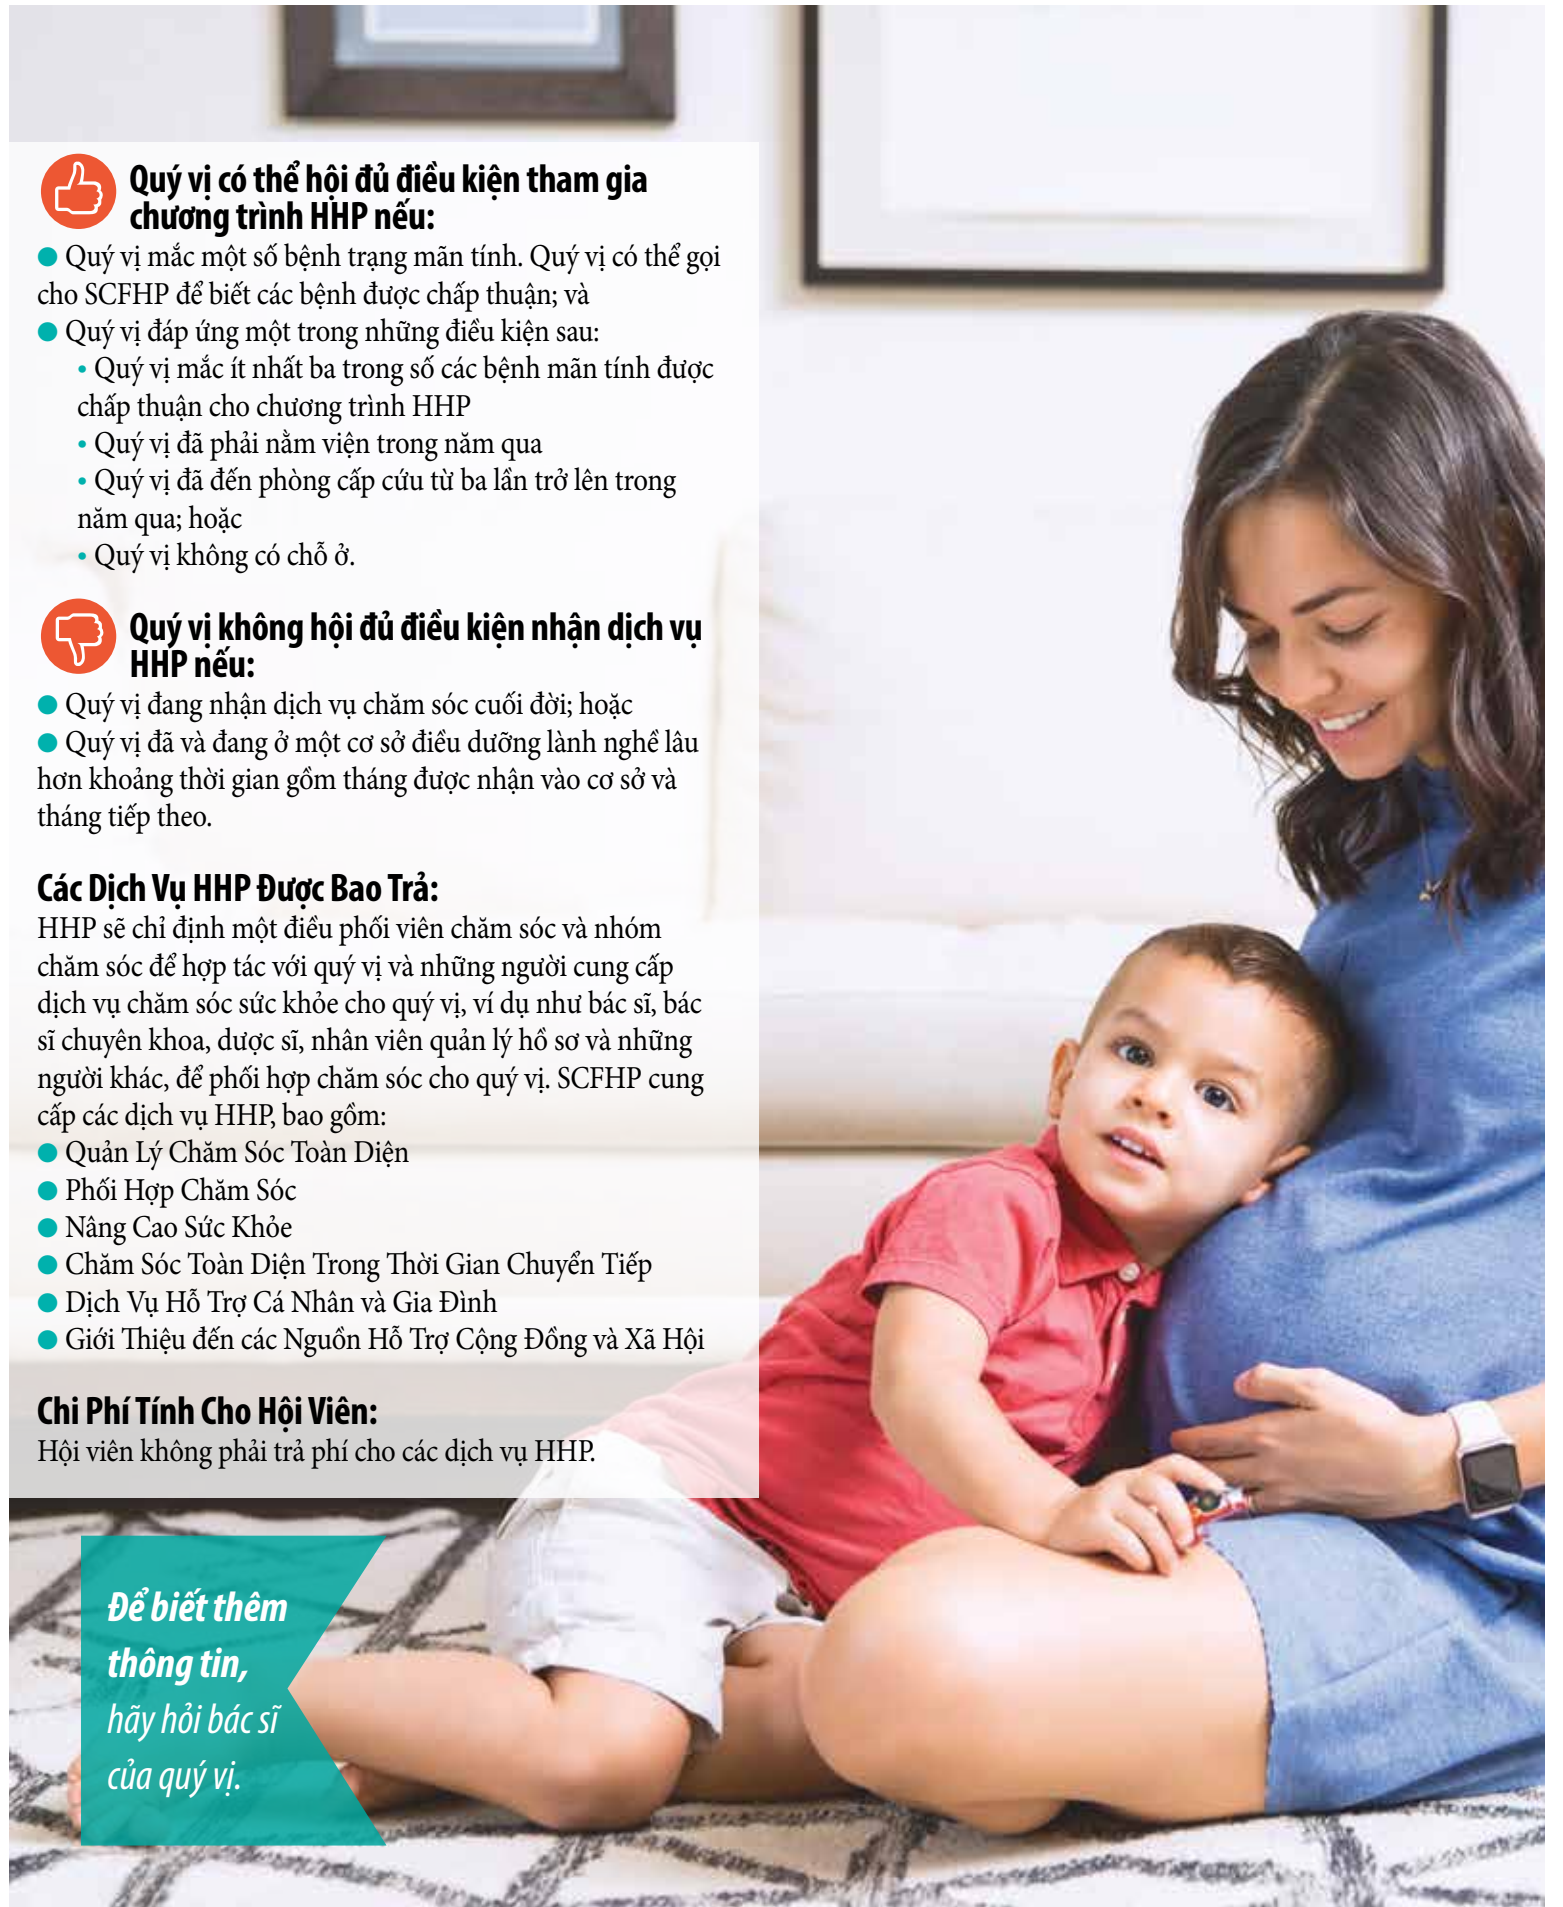 Quý vị có thể hội đủ điều kiện tham gia
chương trình HHP nếu:
● Quý vị mắc một số bệnh trạng mãn tính. Quý vị có thể gọi
cho SCFHP để biết các bệnh được chấp thuận; và
● Quý vị đáp ứng một trong những điều kiện sau:
• Quý vị mắc ít nhất ba trong số các bệnh mãn tính được
chấp thuận cho chương trình HHP
• Quý vị đã phải nằm viện trong năm qua
• Quý vị đã đến phòng cấp cứu từ ba lần trở lên trong
năm qua; hoặc
• Quý vị không có chỗ ở.
Quý vị không hội đủ điều kiện nhận dịch vụ
HHP nếu:
● Quý vị đang nhận dịch vụ chăm sóc cuối đời; hoặc
● Quý vị đã và đang ở một cơ sở điều dưỡng lành nghề lâu
hơn khoảng thời gian gồm tháng được nhận vào cơ sở và
tháng tiếp theo.
Các Dịch Vụ HHP Được Bao Trả:
HHP sẽ chỉ định một điều phối viên chăm sóc và nhóm
chăm sóc để hợp tác với quý vị và những người cung cấp
dịch vụ chăm sóc sức khỏe cho quý vị, ví dụ như bác sĩ, bác
sĩ chuyên khoa, dược sĩ, nhân viên quản lý hồ sơ và những
người khác, để phối hợp chăm sóc cho quý vị. SCFHP cung
cấp các dịch vụ HHP, bao gồm:
● Quản Lý Chăm Sóc Toàn Diện
● Phối Hợp Chăm Sóc
● Nâng Cao Sức Khỏe
● Chăm Sóc Toàn Diện Trong Thời Gian Chuyển Tiếp
● Dịch Vụ Hỗ Trợ Cá Nhân và Gia Đình
● Giới Thiệu đến các Nguồn Hỗ Trợ Cộng Đồng và Xã Hội
Chi Phí Tính Cho Hội Viên:
Hội viên không phải trả phí cho các dịch vụ HHP.
Để biết thêm
thông tin,
hãy hỏi bác sĩ
của quý vị.